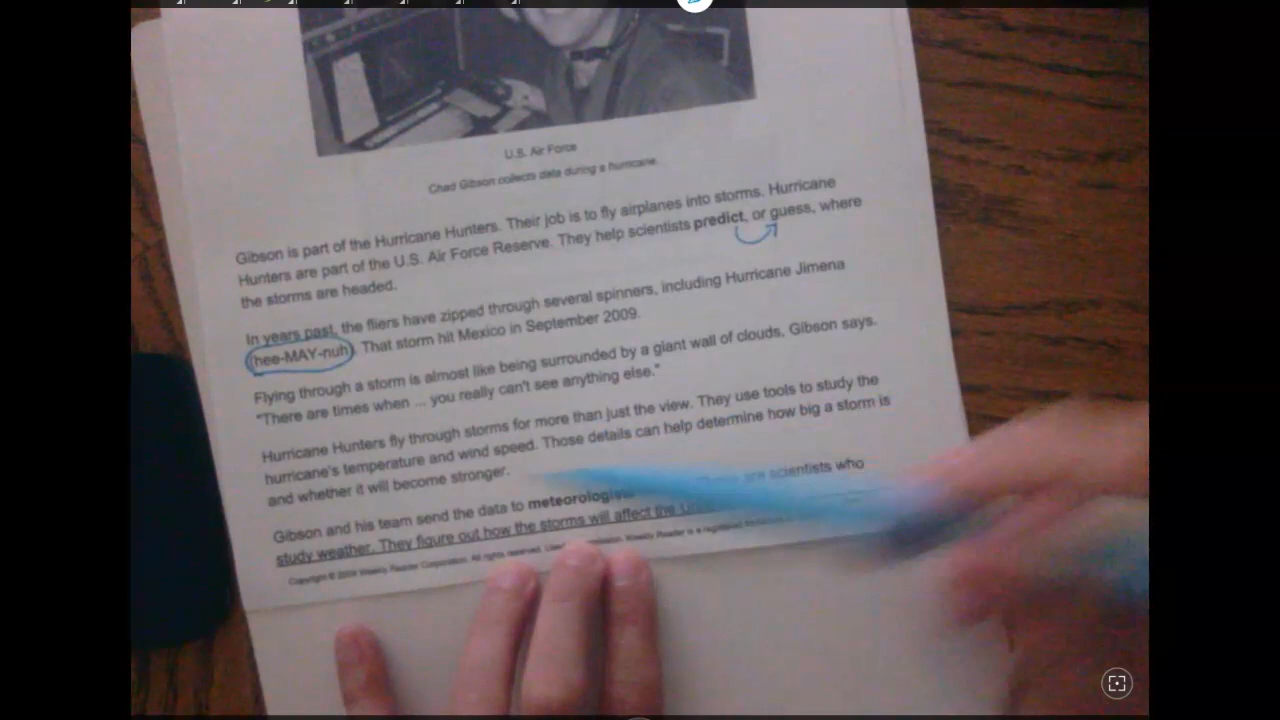 U.S. Air Force
Chad Gibson collects data during a hurricane.
Gibson is part of the Hurricane Hunters. Their job is to fly airplanes into storms. Hurricane
Hunters are part of the U.S. Air Force Reserve. They help scientists predict, or guess, where
the storms are headed.
In years past, the fliers have zipped through several spinners, including Hurricane Jimena
(hee-MAY-nuh). That storm hit Mexico in September 2009.
Flying through a storm is almost like being surrounded by a giant wall of clouds, Gibson says.
"There are times when ... you really can't see anything else."
Hurricane Hunters fly through storms for more than just the view. They use tools to study the
hurricane's temperature and wind speed. Those details can help determine how big a storm is
and whether it will become stronger.
Gibson and his team send the data to are scientists who
study weather. They figure out how the storms will affect the
Copyright © Weekly Reader Corporation. All rights reserved. Weekly Reader is a registered